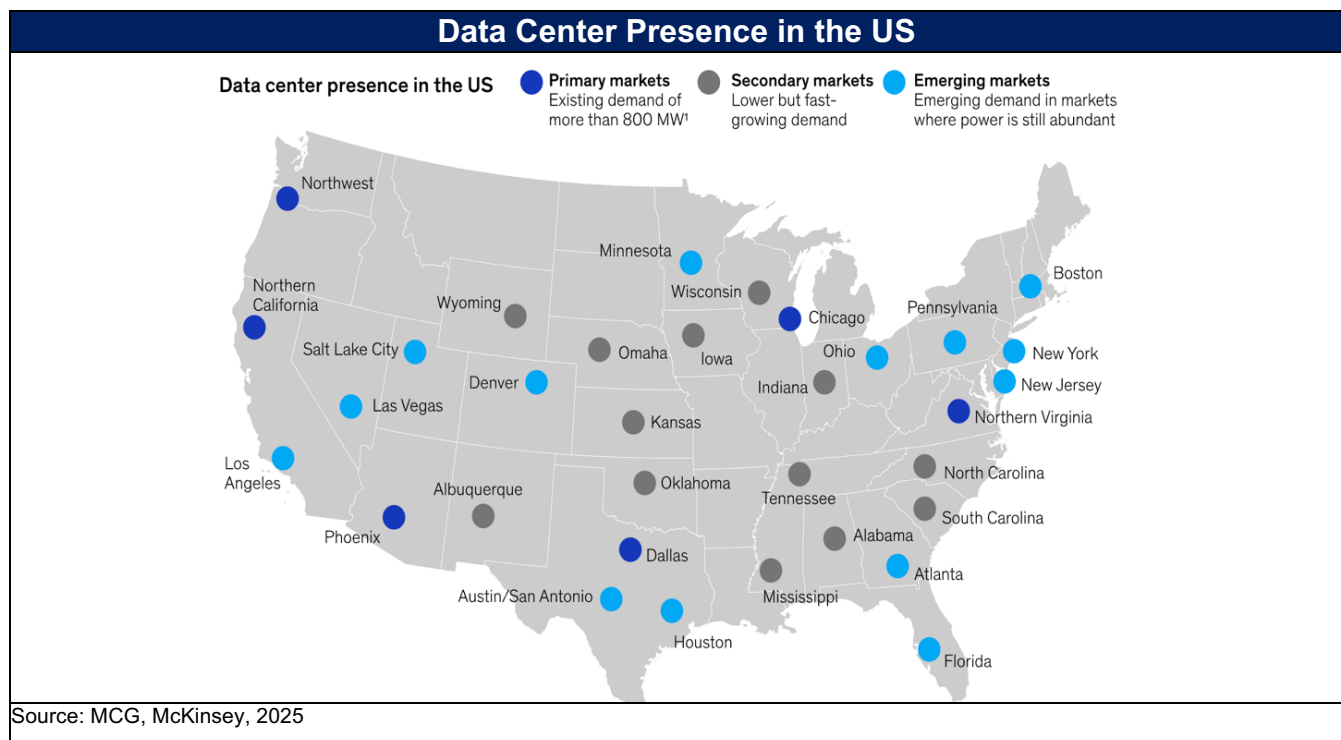 Data Center Presence in the US
Data center presence in the US
Primary markets
Existing demand of
more than 800 MW¹
Secondary markets
Lower but fast-
growing demand
Emerging markets
Emerging demand in markets
where power is still abundant
Northwest
Minnesota
Boston
Northern
California
Wisconsin
Pennsylvania
Wyoming
Chicago
Salt Lake City
Omaha
Iowa
Ohio
New York
Denver
Indiana
New Jersey
Las Vegas
Kansas
Northern Virginia
Los
Angeles
Albuquerque
Oklahoma
Tennessee
North Carolina
South Carolina
Phoenix
Dallas
Alabama
Atlanta
Austin/San Antonio
Mississippi
Houston
Florida
Source: MCG, McKinsey, 2025